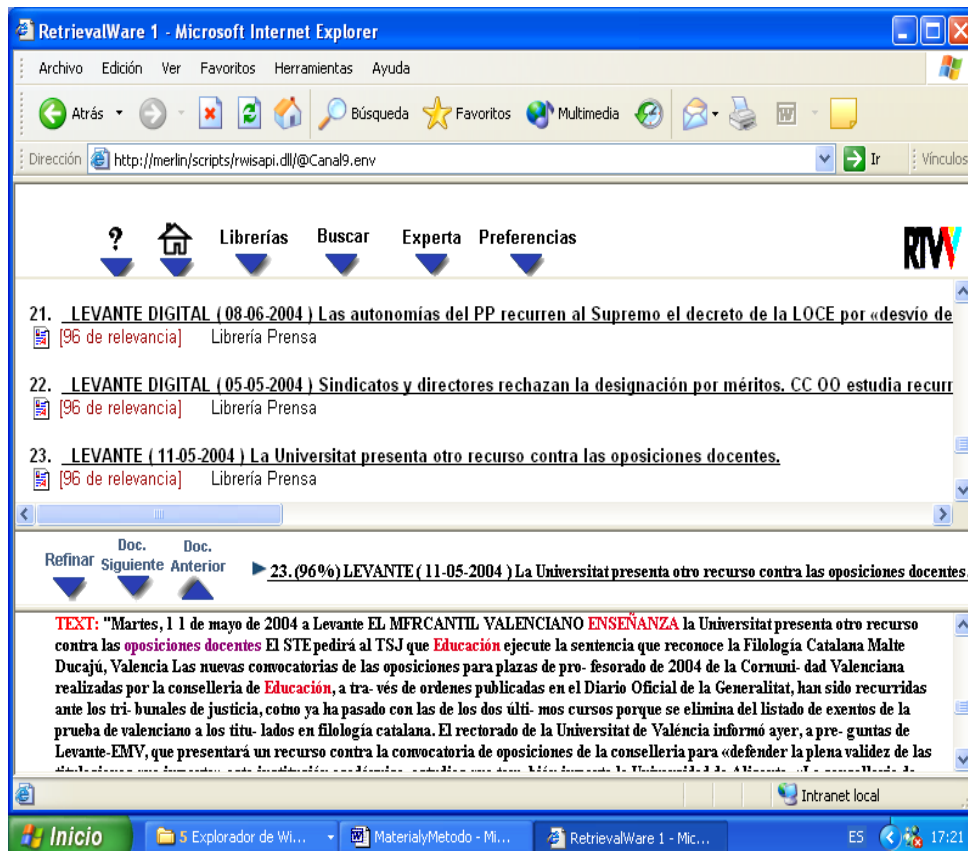 RetrievalWare 1 - Microsoft Internet Explorer
Archivo Edición Ver Favoritos Herramientas Ayuda
Atrás Búsqueda Favoritos Multimedia
Dirección http://merlin/scripts/rwisapi.dll/@Canal9.env Ir Vínculos
? Librerías Buscar Experta Preferencias RTVV
21. LEVANTE DIGITAL ( 08-06-2004 ) Las autonomías del PP recurren al Supremo el decreto de la LOCE por «desvío de
[96 de relevancia] Librería Prensa
22. LEVANTE DIGITAL ( 05-05-2004 ) Sindicatos y directores rechazan la designación por méritos. CC OO estudia recurr
[96 de relevancia] Librería Prensa
23. LEVANTE ( 11-05-2004 ) La Universitat presenta otro recurso contra las oposiciones docentes.
[96 de relevancia] Librería Prensa
Refinar Doc. Siguiente Doc. Anterior 23. (96%) LEVANTE ( 11-05-2004 ) La Universitat presenta otro recurso contra las oposiciones docentes.
TEXT: "Martes, 1 1 de mayo de 2004 a Levante EL MFRCANTIL VALENCIANO ENSEÑANZA la Universitat presenta otro recurso
contra las oposiciones docentes El STE pedirá al TSJ que Educación ejecute la sentencia que reconoce la Filología Catalana Malte
Ducajú, Valencia Las nuevas convocatorias de las oposiciones para plazas de pro- fesorado de 2004 de la Cornuni- dad Valenciana
realizadas por la conselleria de Educación, a tra- vés de ordenes publicadas en el Diario Oficial de la Generalitat, han sido recurridas
ante los tri- bunales de justicia, cotno ya ha pasado con las de los dos últi- mos cursos porque se elimina del listado de exentos de la
prueba de valenciano a los titu- lados en filología catalana. El rectorado de la Universitat de Valéncia informó ayer, a pre- guntas de
Levante-EMV, que presentará un recurso contra la convocatoria de oposiciones de la conselleria para «defender la plena validez de las
Intranet local
Inicio 5 Explorador de Wi... MaterialyMetodo - Mi... RetrievalWare 1 - Mic... ES 17:21